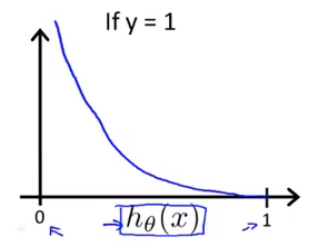 If y = 1
0 hθ(x) 1